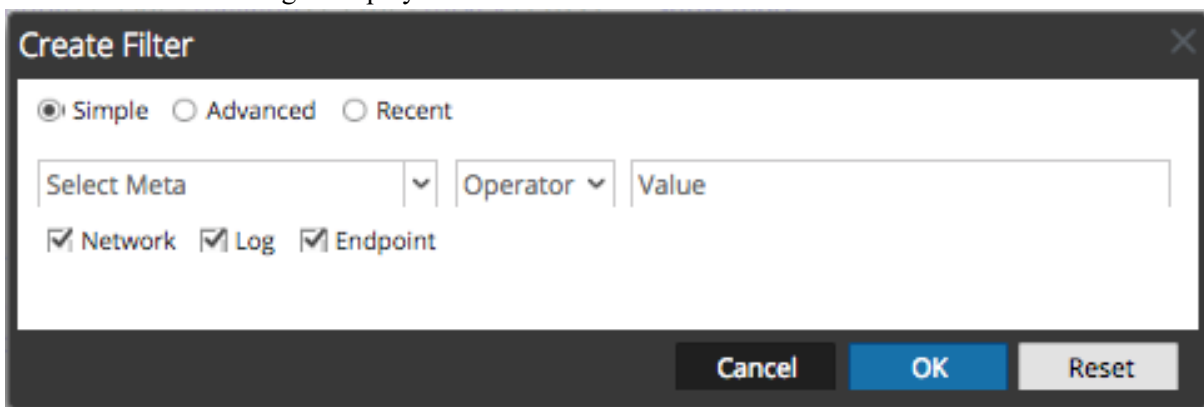 Create Filter
Simple Advanced Recent
Select Meta Operator Value
Network Log Endpoint
Cancel OK Reset